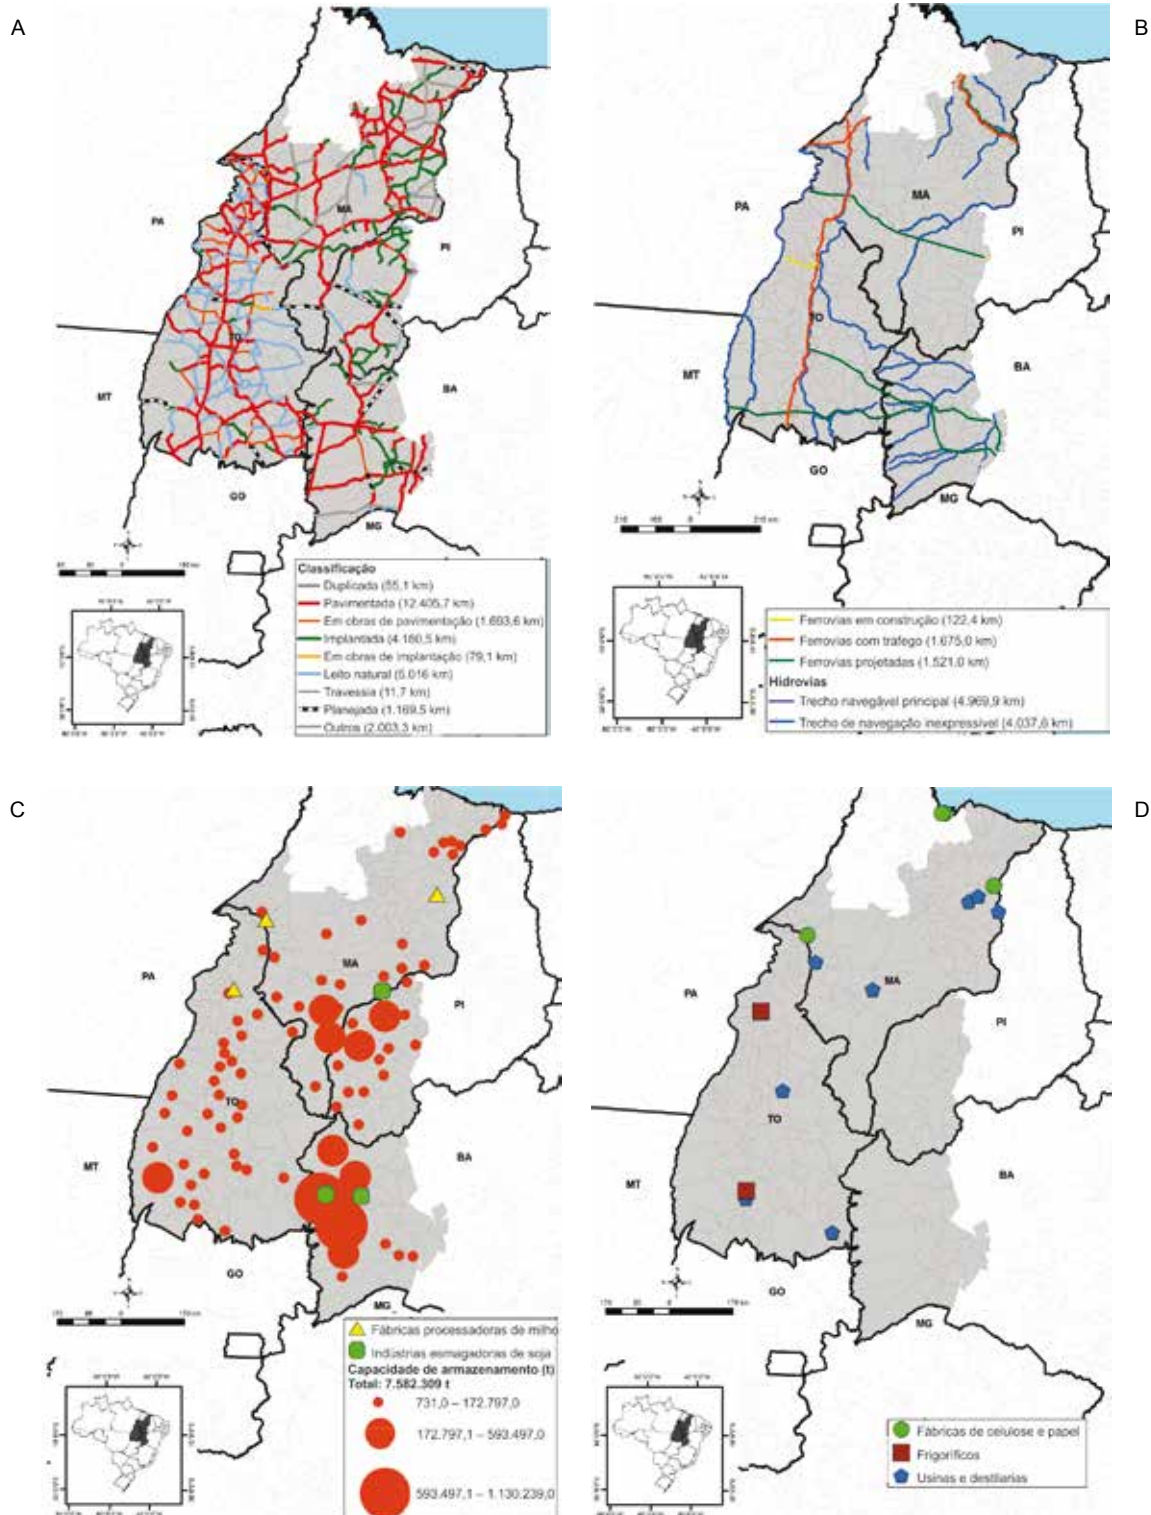 A
PA
MA
PI
TO
MT
BA
GO
MG
Classificação
Duplicada (55,1 km)
Pavimentada (12.405,7 km)
Em obras de pavimentação (1.693,6 km)
Implantada (4.180,5 km)
Em obras de implantação (79,1 km)
Leito natural (5.016 km)
Travessia (11,7 km)
Planejada (1.169,5 km)
Outros (2.003,3 km)
B
PA
MA
PI
TO
MT
BA
GO
MG
Ferrovias em construção (122,4 km)
Ferrovias com tráfego (1.675,0 km)
Ferrovias projetadas (1.521,0 km)
Hidrovias
Trecho navegável principal (4.969,9 km)
Trecho de navegação inexpressível (4.037,6 km)
C
MA
PA
PI
TO
MT
BA
GO
MG
Fábricas processadoras de milho
Indústrias esmagadoras de soja
Capacidade de armazenamento (t)
Total: 7.582.309 t
731,0 – 172.797,0
172.797,1 – 593.497,0
593.497,1 – 1.130.239,0
D
MA
PA
PI
TO
MT
BA
GO
MG
Fábricas de celulose e papel
Frigoríficos
Usinas e destilarias